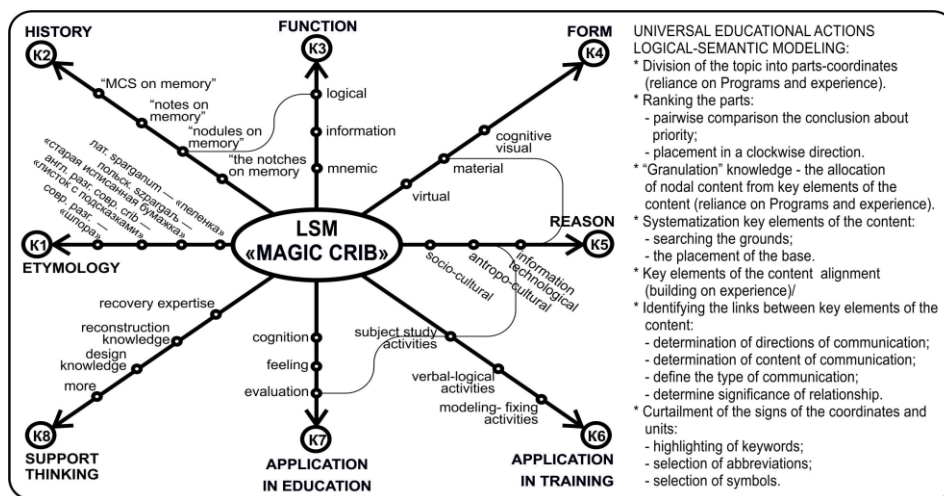 HISTORY
K2
FUNCTION
K3
FORM
K4
“MCS on memory”
“notes on
memory”
“nodules on
memory”
“the notches
on memory
logical
information
mnemic
cognitive
visual
material
virtual
лат. sparganum — «пеленка»
польск. szpargał —
«старая исписанная бумажка»
англ. разг. совр. crib —
«листок с подсказками»
совр. разг. —
«шпора»
K1
ETYMOLOGY
LSM
«MAGIC CRIB»
REASON
K5
socio-cultural
antropo-cultural
information
technological
recovery expertise
reconstruction
knowledge
design
knowledge
more
K8
SUPPORT
THINKING
cognition
feeling
evaluation
K7
APPLICATION
IN EDUCATION
subject study
activities
verbal-logical
activities
modeling- fixing
activities
K6
APPLICATION
IN TRAINING
UNIVERSAL EDUCATIONAL ACTIONS
LOGICAL-SEMANTIC MODELING:
* Division of the topic into parts-coordinates
(reliance on Programs and experience).
* Ranking the parts:
- pairwise comparison the conclusion about
priority;
- placement in a clockwise direction.
* “Granulation” knowledge - the allocation
of nodal content from key elements of the
content (reliance on Programs and experience).
* Systematization key elements of the content:
- searching the grounds;
- the placement of the base.
* Key elements of the content alignment
(building on experience)/
* Identifying the links between key elements of the
content:
- determination of directions of communication;
- determination of content of communication;
- define the type of communication;
- determine significance of relationship.
* Curtailment of the signs of the coordinates and
units:
- highlighting of keywords;
- selection of abbreviations;
- selection of symbols.